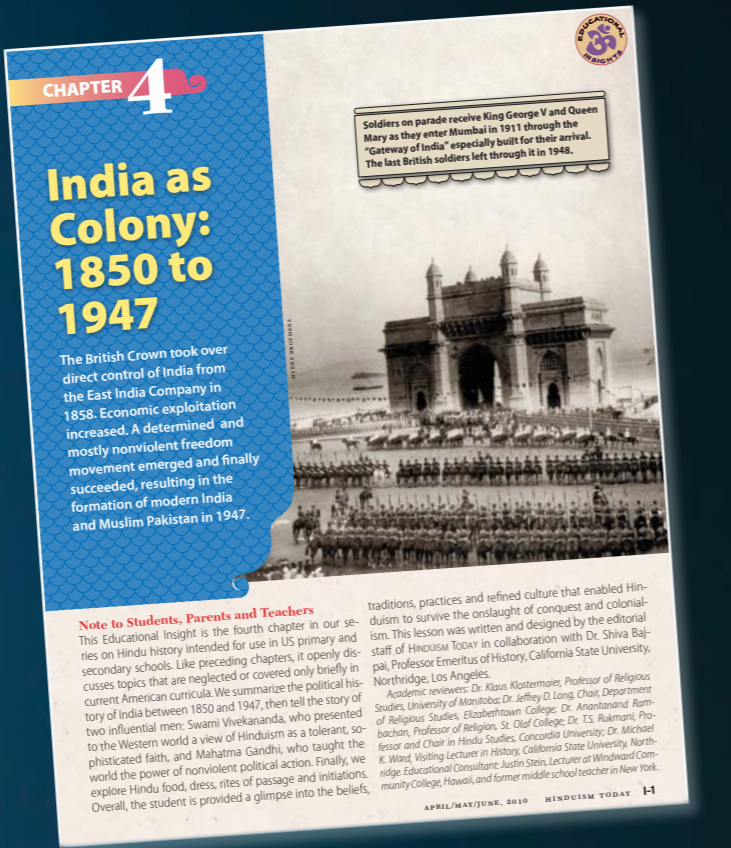 EDUCATIONAL
INSIGHTS
CHAPTER 4
Soldiers on parade receive King George V and Queen
Mary as they enter Mumbai in 1911 through the
“Gateway of India” especially built for their arrival.
The last British soldiers left through it in 1948.
India as
Colony:
1850 to
1947
The British Crown took over
direct control of India from
the East India Company in
1858. Economic exploitation
increased. A determined and
mostly nonviolent freedom
movement emerged and finally
succeeded, resulting in the
formation of modern India
and Muslim Pakistan in 1947.
MYERS BROTHERS
Note to Students, Parents and Teachers
This Educational Insight is the fourth chapter in our se-
ries on Hindu history intended for use in US primary and
secondary schools. Like preceding chapters, it openly dis-
cusses topics that are neglected or covered only briefly in
current American curricula. We summarize the political his-
tory of India between 1850 and 1947, then tell the story of
two influential men: Swami Vivekananda, who presented
to the Western world a view of Hinduism as a tolerant, so-
phisticated faith, and Mahatma Gandhi, who taught the
world the power of nonviolent political action. Finally, we
explore Hindu food, dress, rites of passage and initiations.
Overall, the student is provided a glimpse into the beliefs,
traditions, practices and refined culture that enabled Hin-
duism to survive the onslaught of conquest and colonial-
ism. This lesson was written and designed by the editorial
staff of HINDUISM TODAY in collaboration with Dr. Shiva Baj-
pai, Professor Emeritus of History, California State University,
Northridge, Los Angeles.
Academic reviewers: Dr. Klaus Klostermaier, Professor of Religious
Studies, University of Manitoba; Dr. Jeffrey D. Long, Chair, Department
of Religious Studies, Elizabethtown College; Dr. Anantanand Ram-
bachan, Professor of Religion, St. Olaf College; Dr. T.S. Rukmani, Pro-
fessor and Chair in Hindu Studies, Concordia University; Dr. Michael
K. Ward, Visiting Lecturer in History, California State University, North-
ridge. Educational Consultant: Justin Stein, Lecturer at Windward Com-
munity College, Hawaii, and former middle school teacher in New York.
APRIL/MAY/JUNE, 2010 HINDUISM TODAY I-1